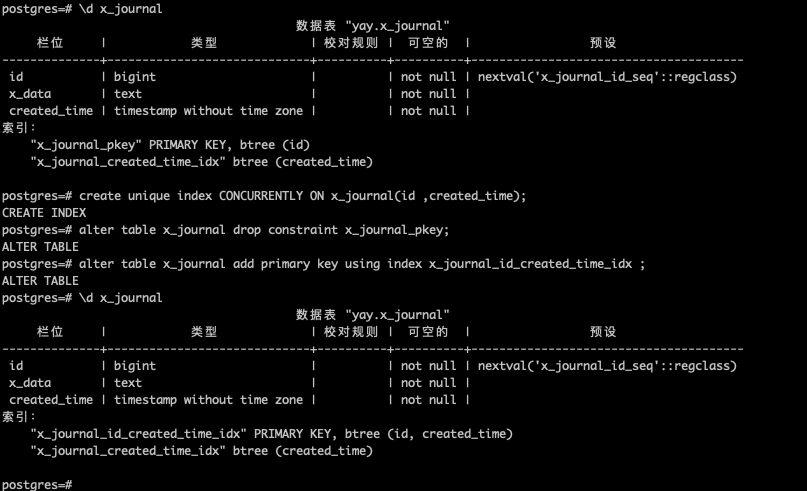 postgres=# \d x_journal
数据表 "yay.x_journal"
栏位 | 类型 | 校对规则 | 可空的 | 预设
-------------+-----------------------------+----------+----------+---------------------------------------
id | bigint | | not null | nextval('x_journal_id_seq'::regclass)
x_data | text | | not null |
created_time | timestamp without time zone | | not null |
索引：
"x_journal_pkey" PRIMARY KEY, btree (id)
"x_journal_created_time_idx" btree (created_time)
postgres=# create unique index CONCURRENTLY ON x_journal(id ,created_time);
CREATE INDEX
postgres=# alter table x_journal drop constraint x_journal_pkey;
ALTER TABLE
postgres=# alter table x_journal add primary key using index x_journal_id_created_time_idx ;
ALTER TABLE
postgres=# \d x_journal
数据表 "yay.x_journal"
栏位 | 类型 | 校对规则 | 可空的 | 预设
-------------+-----------------------------+----------+----------+---------------------------------------
id | bigint | | not null | nextval('x_journal_id_seq'::regclass)
x_data | text | | not null |
created_time | timestamp without time zone | | not null |
索引：
"x_journal_id_created_time_idx" PRIMARY KEY, btree (id, created_time)
"x_journal_created_time_idx" btree (created_time)
postgres=#